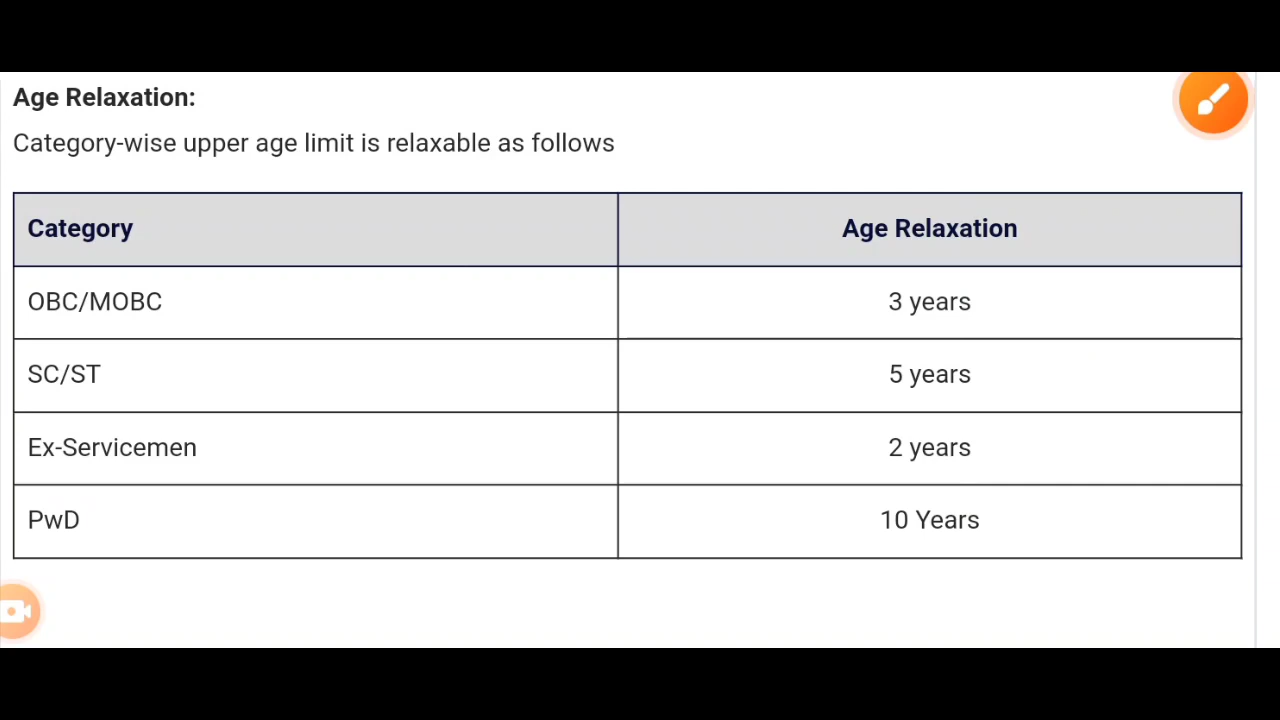 Age Relaxation:
Category-wise upper age limit is relaxable as follows
Category Age Relaxation
OBC/MOBC 3 years
SC/ST 5 years
Ex-Servicemen 2 years
PwD 10 Years